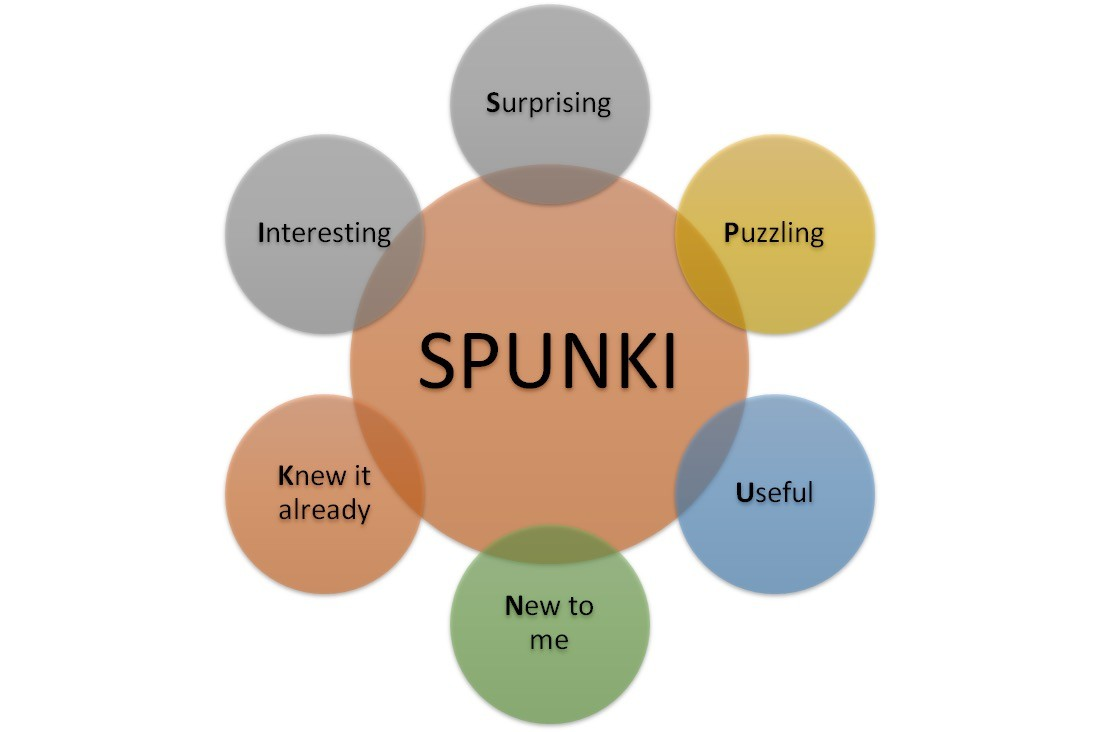 Surprising
Interesting
Puzzling
SPUNKI
Knew it
already
Useful
New to
me